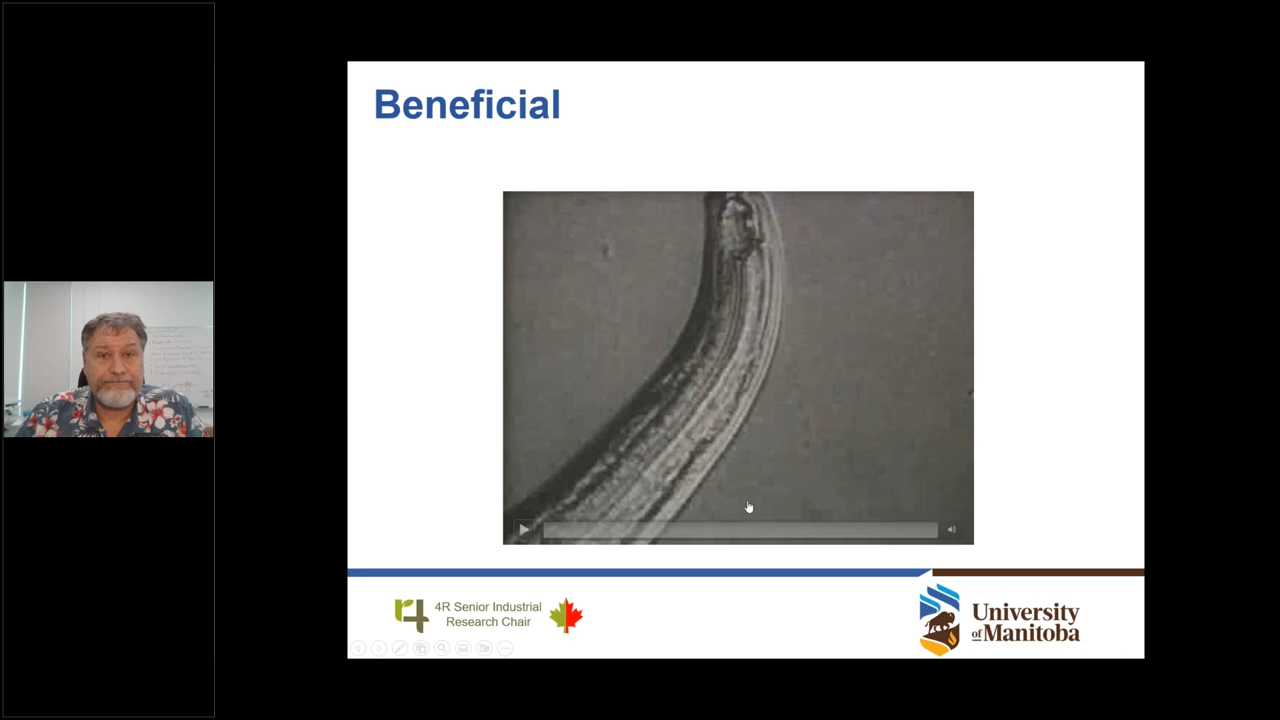 Beneficial
4R Senior Industrial
Research Chair
University
of Manitoba